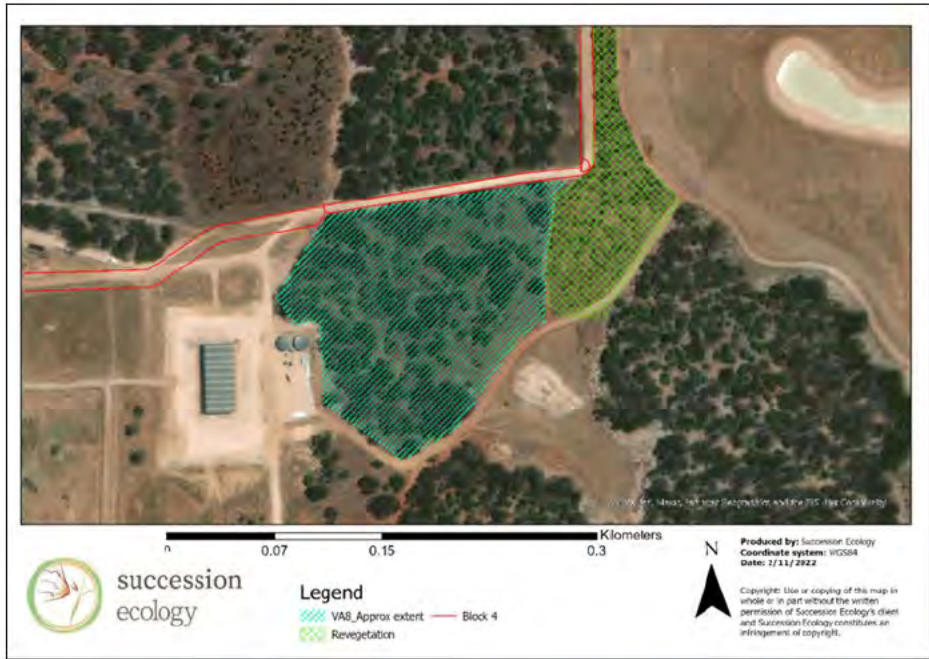 Kilometers
0 0.07 0.15 0.3
succession
ecology
Legend
VA8_Approx extent
Block 4
Revegetation
N
Produced by: Succession Ecology
Coordinate system: WGS84
Date: 2/11/2022
Copyright: Use or copying of this map in
whole or in part without the written
permission of Succession Ecology's client
and Succession Ecology constitutes an
infringement of copyright.